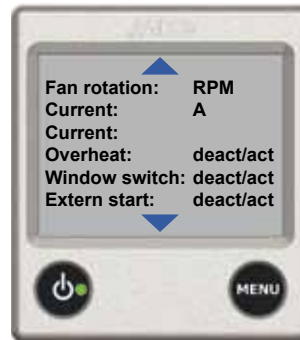 Fan rotation: RPM
Current: A
Current:
Overheat: deact/act
Window switch: deact/act
Extern start: deact/act
MENU